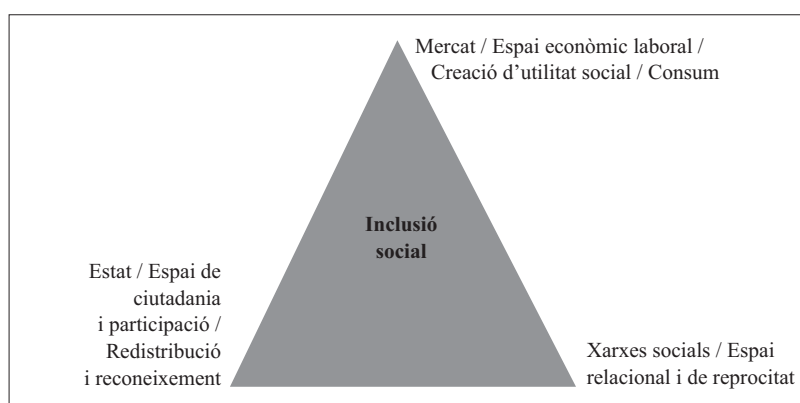 Mercat / Espai econòmic laboral /
Creació d’utilitat social / Consum
Inclusió
social
Estat / Espai de
ciutadania
i participació /
Redistribució
i reconeixement
Xarxes socials / Espai
relacional i de reprocitat